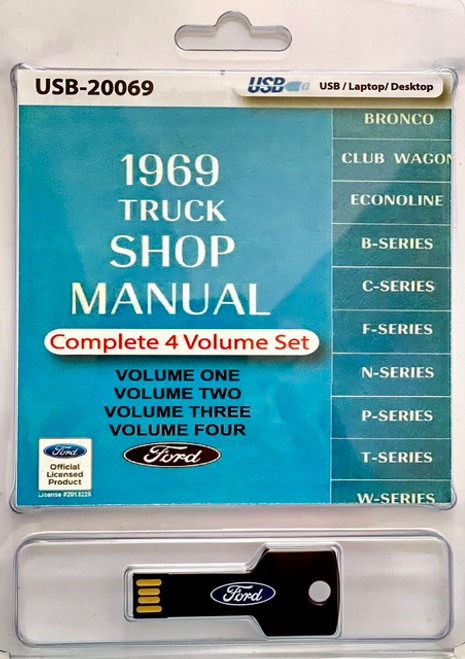 USB-20069
USB
USB / Laptop/ Desktop
1969
TRUCK
SHOP
MANUAL
Complete 4 Volume Set
VOLUME ONE
VOLUME TWO
VOLUME THREE
VOLUME FOUR
Ford
BRONCO
CLUB WAGON
ECONOLINE
B-SERIES
C-SERIES
F-SERIES
N-SERIES
P-SERIES
T-SERIES
W-SERIES
Ford
Official
Licensed
Product
Ford